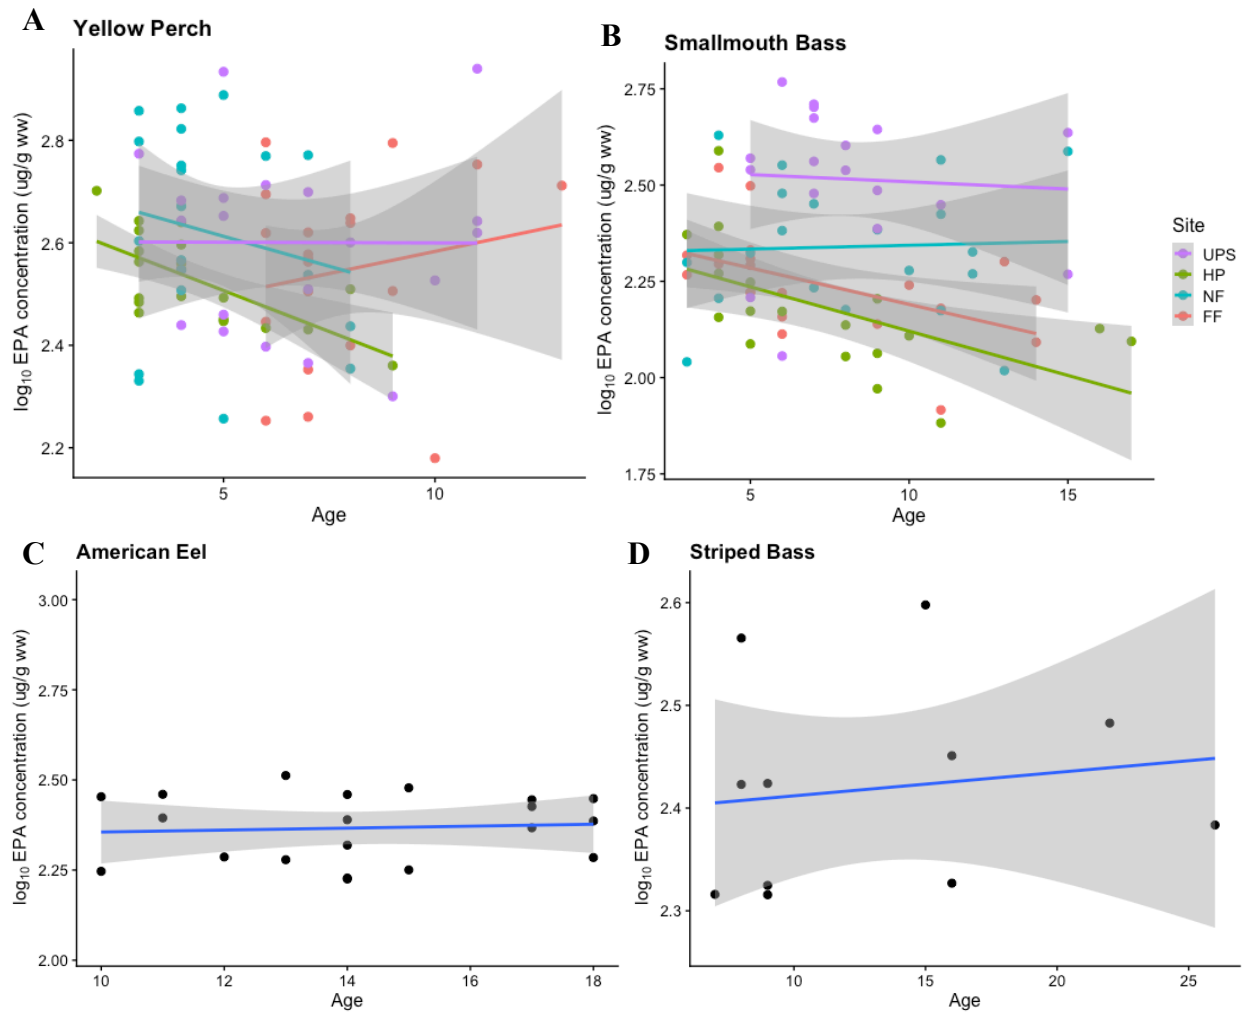 A
Yellow Perch
log10 EPA concentration (ug/g ww)
2.8
2.6
2.4
2.2
5
10
Age
B
Smallmouth Bass
log10 EPA concentration (ug/g ww)
2.75
2.50
2.25
2.00
1.75
5
10
15
Age
Site
UPS
HP
NF
FF
C
American Eel
log10 EPA concentration (ug/g ww)
3.00
2.75
2.50
2.25
2.00
10
12
14
16
18
Age
D
Striped Bass
log10 EPA concentration (ug/g ww)
2.6
2.5
2.4
2.3
10
15
20
25
Age